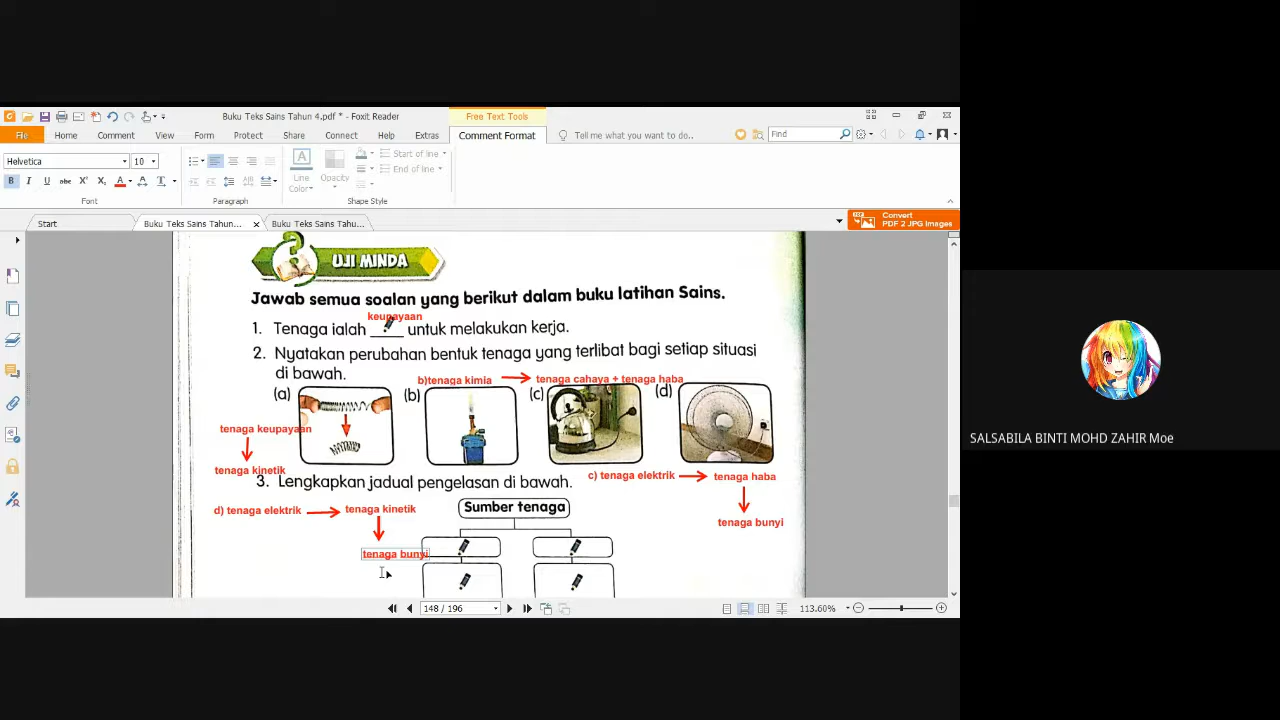 Buku Teks Sains Tahun 4.pdf * - Foxit Reader
Free Text Tools
File Home Comment View Form Protect Share Connect Help Extras Comment Format Tell me what you want to do.. Find
Helvetica 10
Start of line
End of line
Line Color
Opacity
Font Paragraph Shape Style
Start Buku Teks Sains Tahun... Buku Teks Sains Tahu...
Convert
PDF 2 JPG Images
UJI MINDA
Jawab semua soalan yang berikut dalam buku latihan Sains.
keupayaan
1. Tenaga ialah ____ untuk melakukan kerja.
2. Nyatakan perubahan bentuk tenaga yang terlibat bagi setiap situasi
di bawah.
b)tenaga kimia tenaga cahaya + tenaga haba
(a) (b) (c) (d)
tenaga keupayaan
tenaga kinetik
c) tenaga elektrik tenaga haba
tenaga bunyi
3. Lengkapkan jadual pengelasan di bawah.
d) tenaga elektrik tenaga kinetik
tenaga bunyi
Sumber tenaga
148 / 196
113.60%
SALSABILA BINTI MOHD ZAHIR Moe